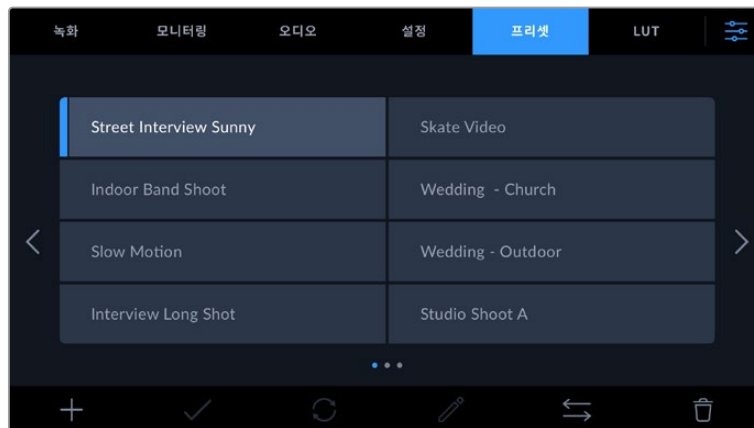 녹화 모니터링 오디오 설정 프리셋 LUT
Street Interview Sunny Skate Video
Indoor Band Shoot Wedding - Church
Slow Motion Wedding - Outdoor
Interview Long Shot Studio Shoot A